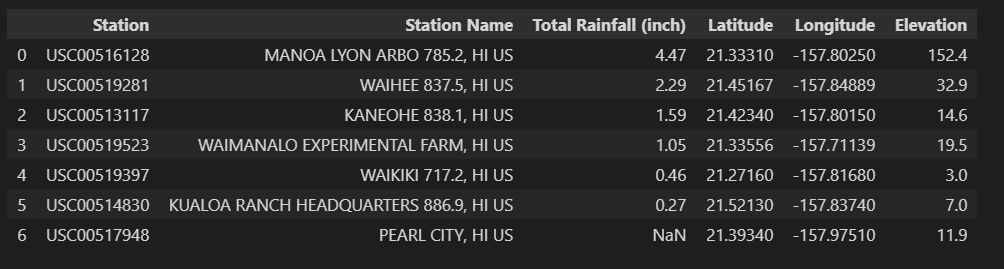 Station Station Name Total Rainfall (inch) Latitude Longitude Elevation
0 USC00516128 MANOA LYON ARBO 785.2, HI US 4.47 21.33310 -157.80250 152.4
1 USC00519281 WAIHEE 837.5, HI US 2.29 21.45167 -157.84889 32.9
2 USC00513117 KANEOHE 838.1, HI US 1.59 21.42340 -157.80150 14.6
3 USC00519523 WAIMANALO EXPERIMENTAL FARM, HI US 1.05 21.33556 -157.71139 19.5
4 USC00519397 WAIKIKI 717.2, HI US 0.46 21.27160 -157.81680 3.0
5 USC00514830 KUALOA RANCH HEADQUARTERS 886.9, HI US 0.27 21.52130 -157.83740 7.0
6 USC00517948 PEARL CITY, HI US NaN 21.39340 -157.97510 11.9